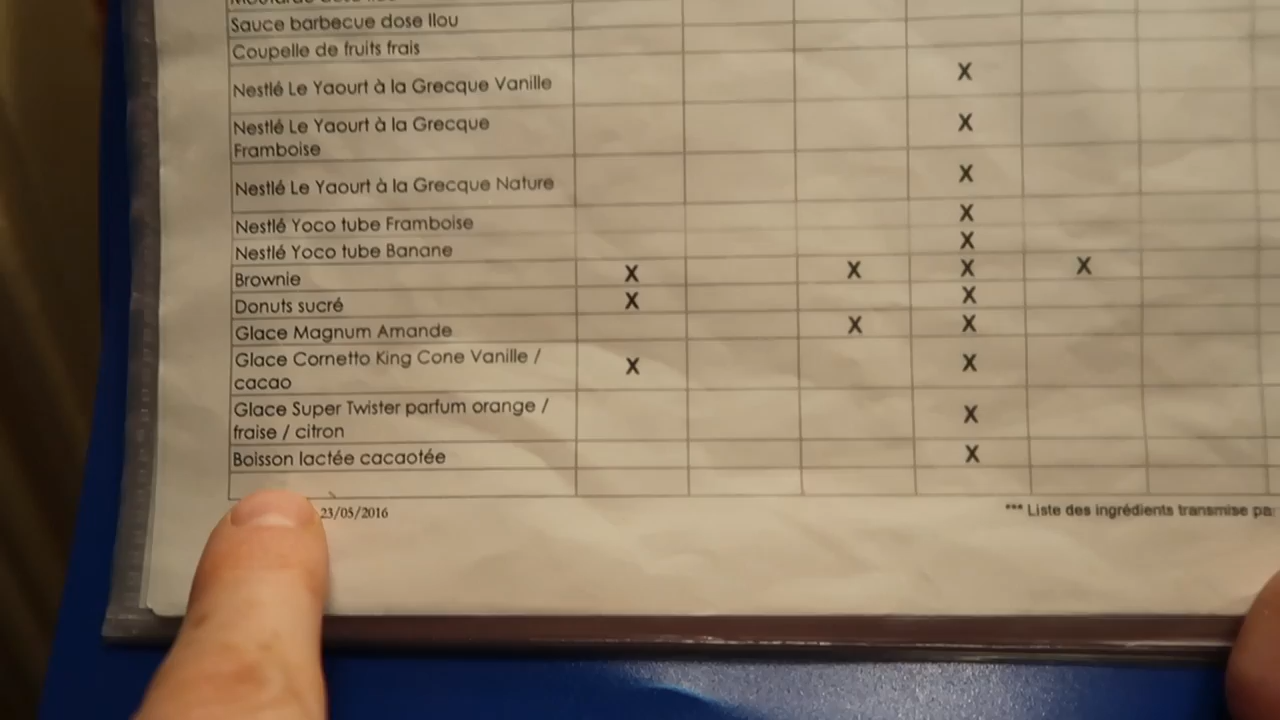 Sauce barbecue dose llou
Coupelle de fruits frais
Nestlé Le Yaourt à la Grecque Vanille X
Nestlé Le Yaourt à la Grecque
Framboise X
Nestlé Le Yaourt à la Grecque Nature X
Nestlé Yoco tube Framboise X
Nestlé Yoco tube Banane X
Brownie X X X X
Donuts sucré X X
Glace Magnum Amande X X
Glace Cornetto King Cone Vanille /
cacao X X
Glace Super Twister parfum orange /
fraise / citron X
Boisson lactée cacaotée X
23/05/2016
*** Liste des ingrédients transmise pa